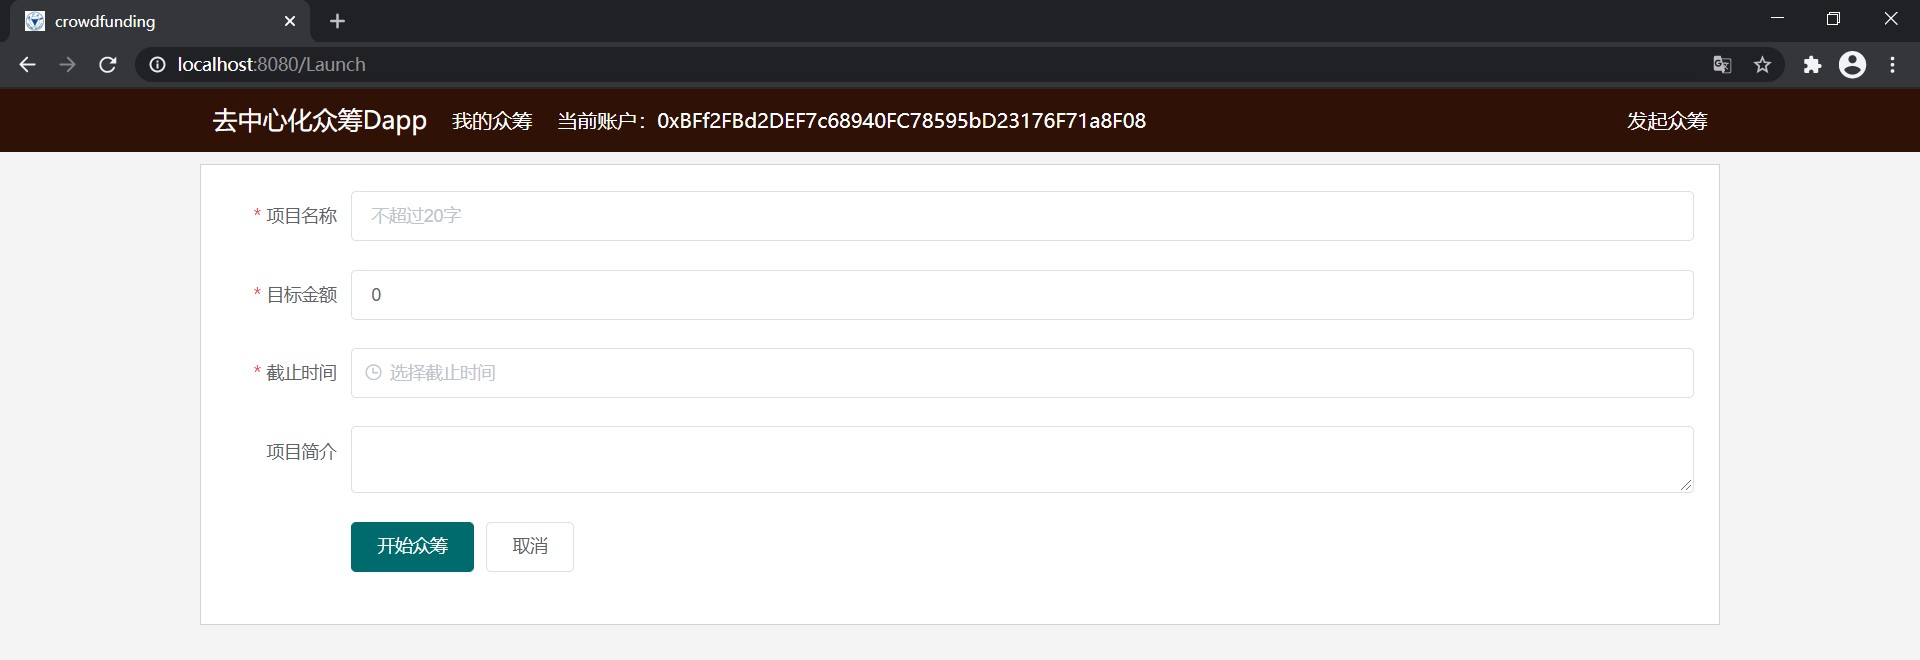 crowdfunding
localhost:8080/Launch
去中心化众筹Dapp 我的众筹 当前账户：0xBFf2FBd2DEF7c68940FC78595bD23176F71a8F08 发起众筹
* 项目名称 不超过20字
* 目标金额 0
* 截止时间 选择截止时间
项目简介
开始众筹 取消